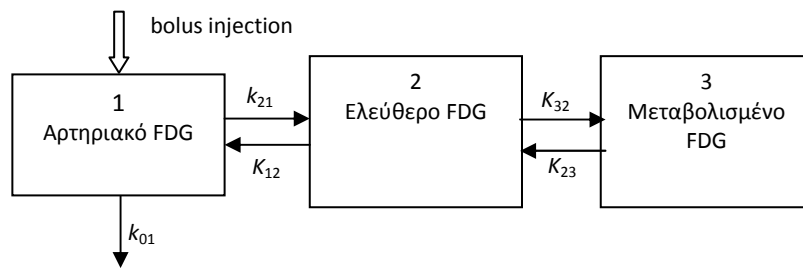 bolus injection
1
Αρτηριακό FDG
k21
K12
2
Ελεύθερο FDG
K32
K23
3
Μεταβολισμένο
FDG
k01